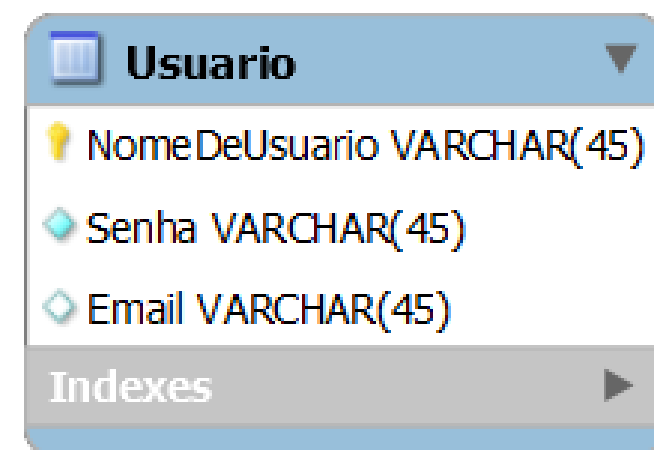 Usuario
NomeDeUsuario VARCHAR(45)
Senha VARCHAR(45)
Email VARCHAR(45)
Indexes